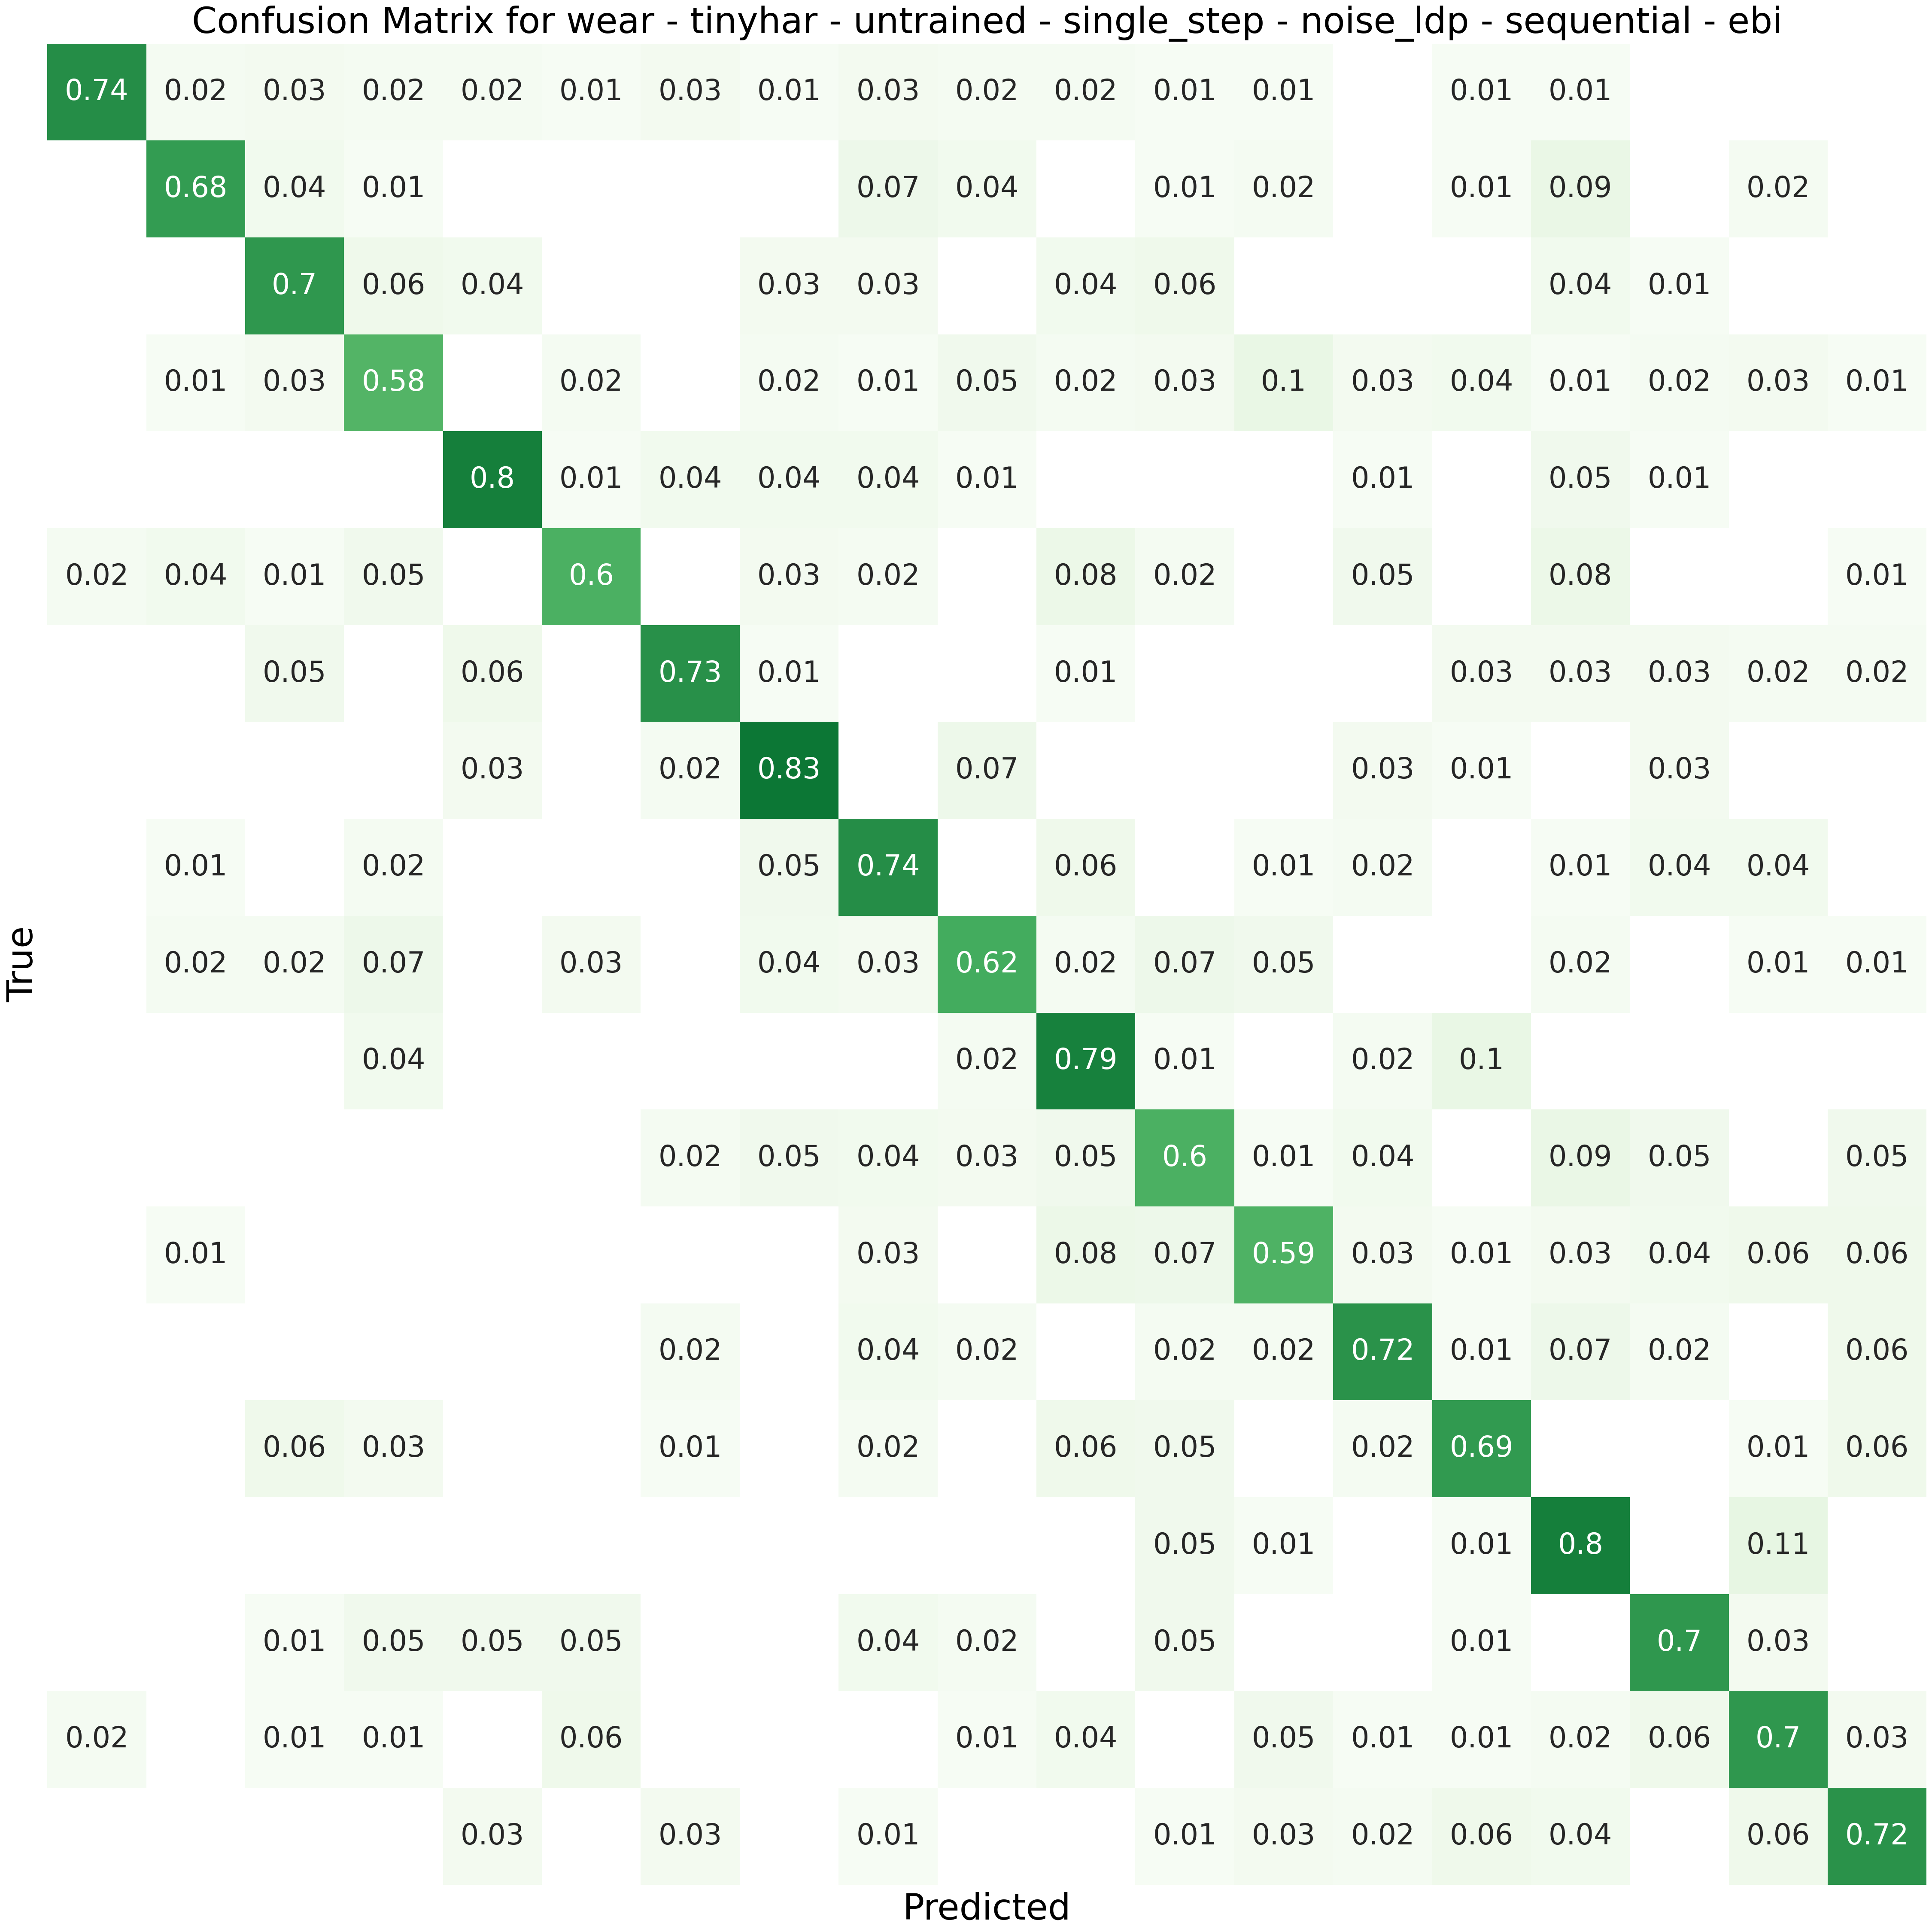 Confusion Matrix for wear - tinyhar - untrained - single_step - noise_ldp - sequential - ebi
0.74 0.02 0.03 0.02 0.02 0.01 0.03 0.01 0.03 0.02 0.02 0.01 0.01 0.01 0.01
0.68 0.04 0.01 0.07 0.04 0.01 0.02 0.01 0.09 0.02
0.7 0.06 0.04 0.03 0.03 0.04 0.06 0.04 0.01
0.01 0.03 0.58 0.02 0.02 0.01 0.05 0.02 0.03 0.1 0.03 0.04 0.01 0.02 0.03 0.01
0.8 0.01 0.04 0.04 0.04 0.01 0.01 0.05 0.01
0.02 0.04 0.01 0.05 0.6 0.03 0.02 0.08 0.02 0.05 0.08 0.01
0.05 0.06 0.73 0.01 0.01 0.03 0.03 0.03 0.02 0.02
0.03 0.02 0.83 0.07 0.03 0.01 0.03
0.01 0.02 0.05 0.74 0.06 0.01 0.02 0.01 0.04 0.04
True
0.02 0.02 0.07 0.03 0.04 0.03 0.62 0.02 0.07 0.05 0.02 0.01 0.01
0.04 0.02 0.79 0.01 0.02 0.1
0.02 0.05 0.04 0.03 0.05 0.6 0.01 0.04 0.09 0.05 0.05
0.01 0.03 0.08 0.07 0.59 0.03 0.01 0.03 0.04 0.06 0.06
0.02 0.04 0.02 0.02 0.02 0.72 0.01 0.07 0.02 0.06
0.06 0.03 0.01 0.02 0.06 0.05 0.02 0.69 0.01 0.06
0.05 0.01 0.01 0.8 0.11
0.01 0.05 0.05 0.05 0.04 0.02 0.05 0.01 0.7 0.03
0.02 0.01 0.01 0.06 0.01 0.04 0.05 0.01 0.01 0.02 0.06 0.7 0.03
0.03 0.03 0.01 0.01 0.03 0.02 0.06 0.04 0.06 0.72
Predicted